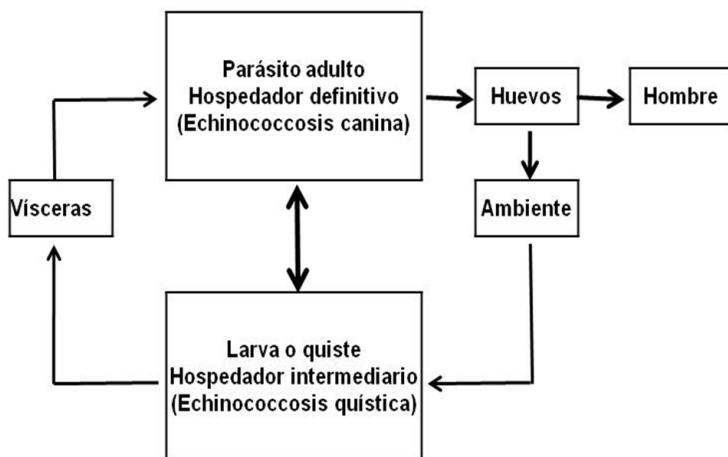 Parásito adulto
Hospedador definitivo
(Echinococcosis canina)
Huevos
Hombre
Vísceras
Ambiente
Larva o quiste
Hospedador intermediario
(Echinococcosis quística)